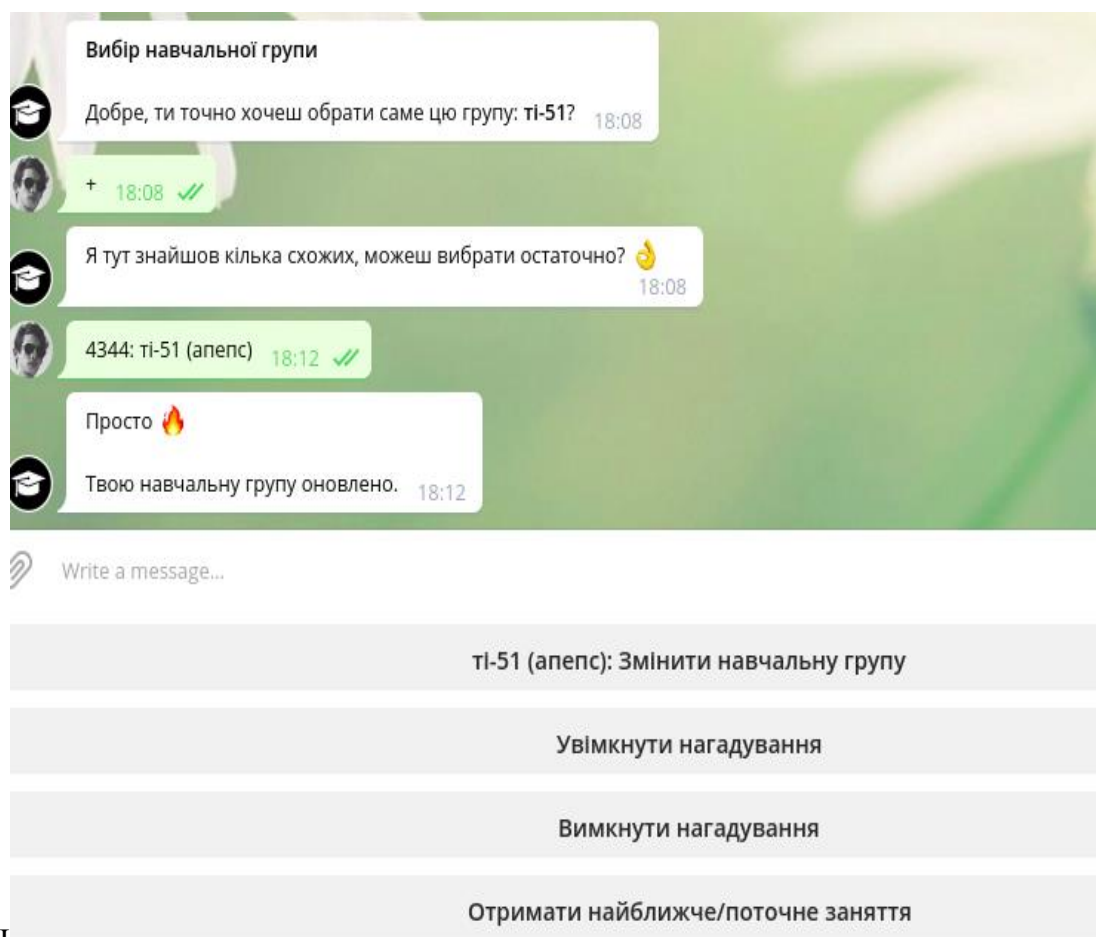 Вибір навчальної групи
Добре, ти точно хочеш обрати саме цю групу: ті-51? 18:08
+ 18:08
Я тут знайшов кілька схожих, можеш вибрати остаточно? 👌
18:08
4344: ті-51 (апепс) 18:12
Просто 🔥
Твою навчальну групу оновлено. 18:12
Write a message...
ті-51 (апепс): Змінити навчальну групу
Увімкнути нагадування
Вимкнути нагадування
Отримати найближче/поточне заняття